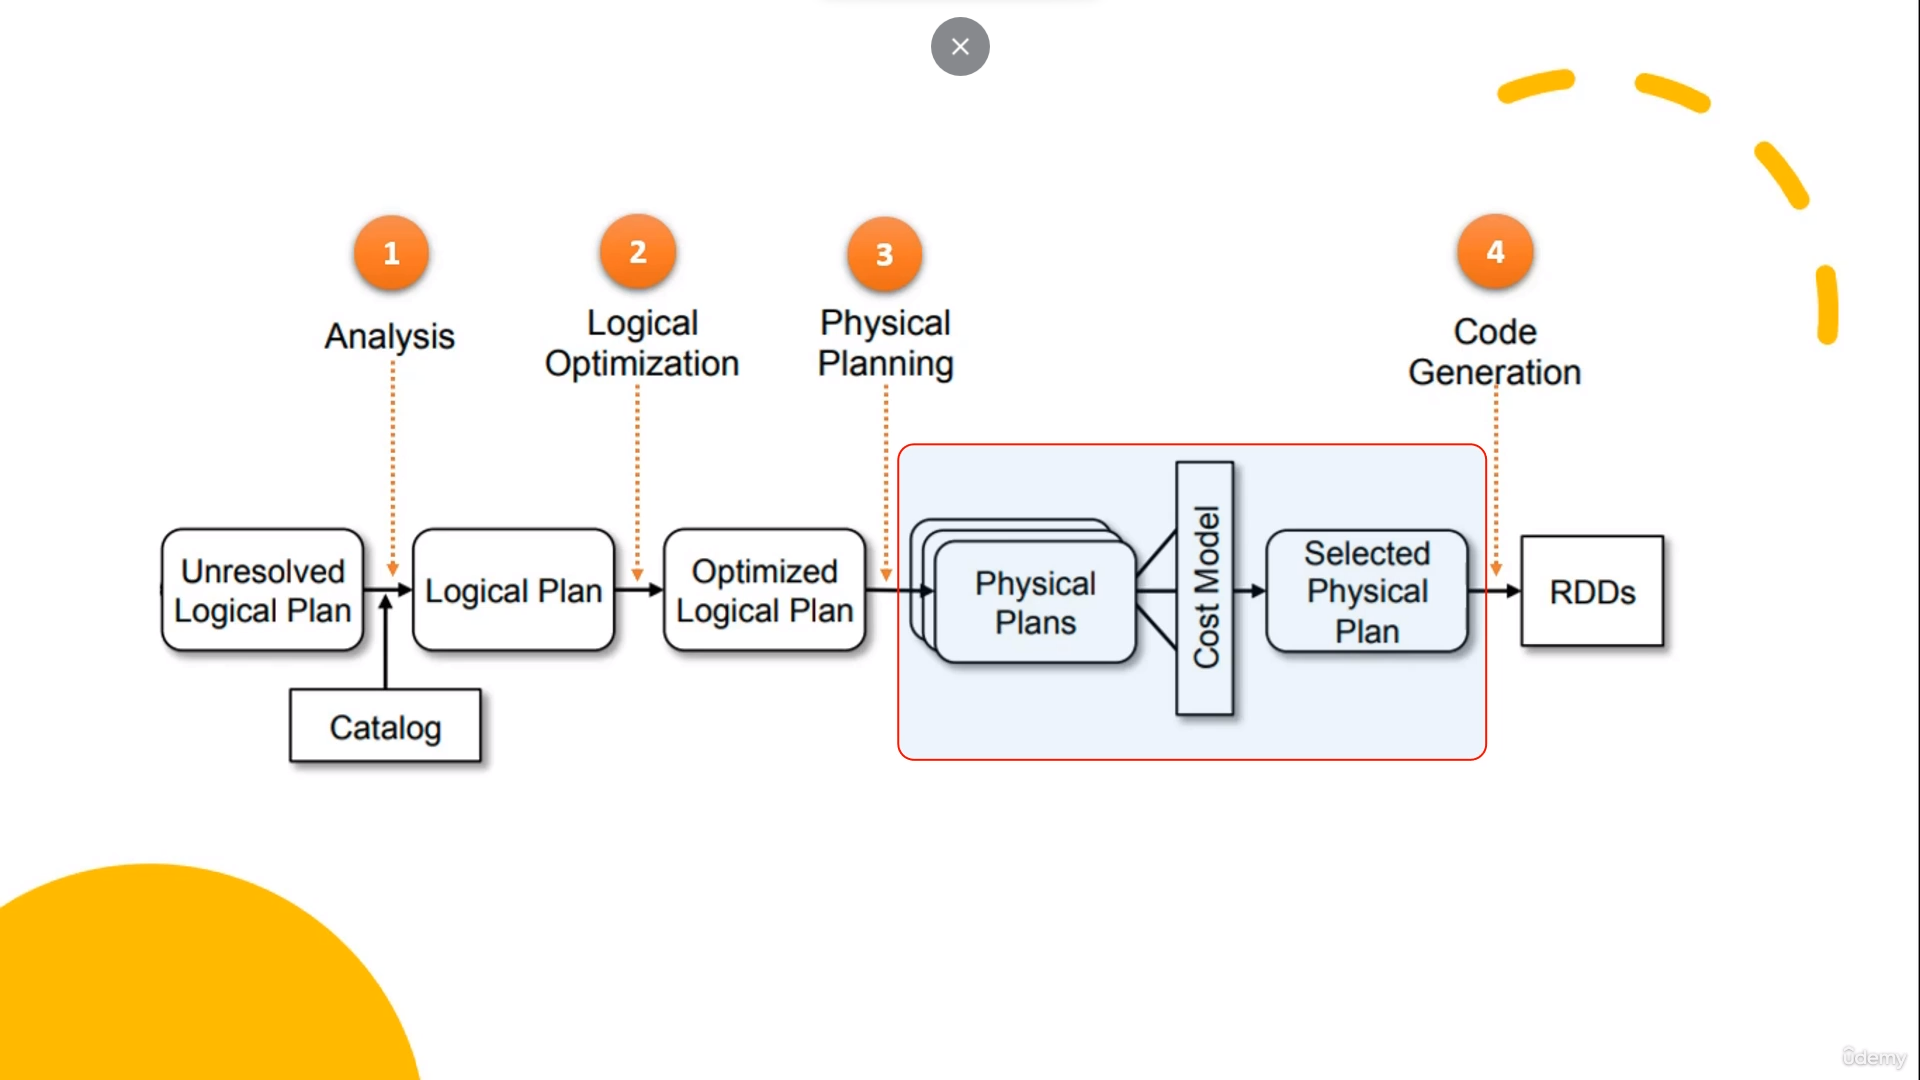 1
2
3
4
Analysis
Logical
Optimization
Physical
Planning
Code
Generation
Unresolved
Logical Plan
Logical Plan
Optimized
Logical Plan
Physical
Plans
Cost Model
Selected
Physical
Plan
RDDs
Catalog
ûdemy